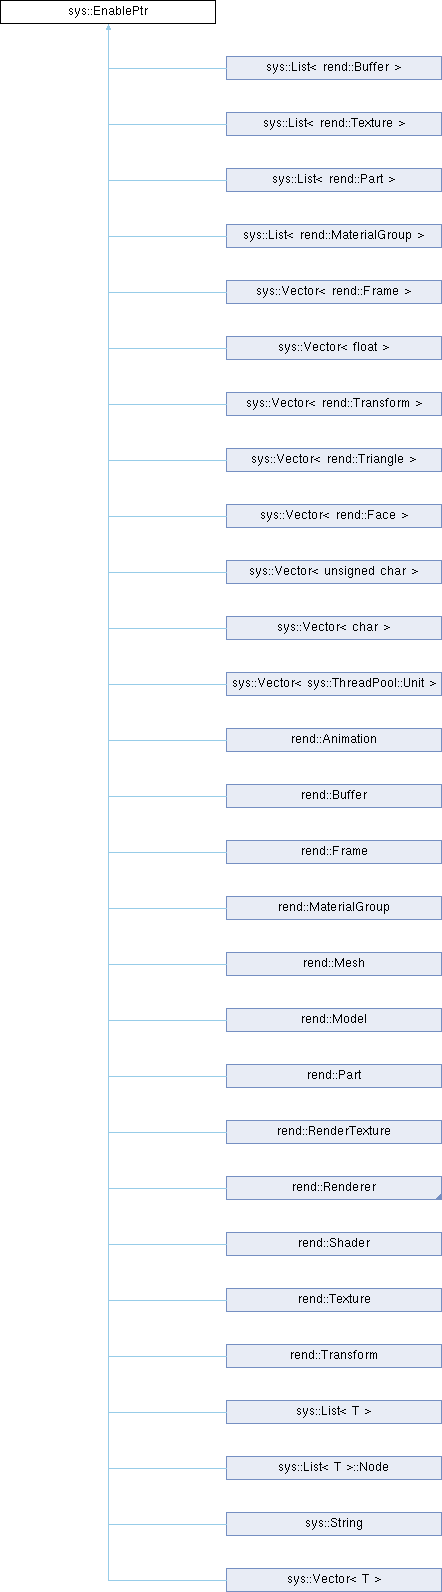 sys::EnablePtr
sys::List< rend::Buffer >
sys::List< rend::Texture >
sys::List< rend::Part >
sys::List< rend::MaterialGroup >
sys::Vector< rend::Frame >
sys::Vector< float >
sys::Vector< rend::Transform >
sys::Vector< rend::Triangle >
sys::Vector< rend::Face >
sys::Vector< unsigned char >
sys::Vector< char >
sys::Vector< sys::ThreadPool::Unit >
rend::Animation
rend::Buffer
rend::Frame
rend::MaterialGroup
rend::Mesh
rend::Model
rend::Part
rend::RenderTexture
rend::Renderer
rend::Shader
rend::Texture
rend::Transform
sys::List< T >
sys::List< T >::Node
sys::String
sys::Vector< T >